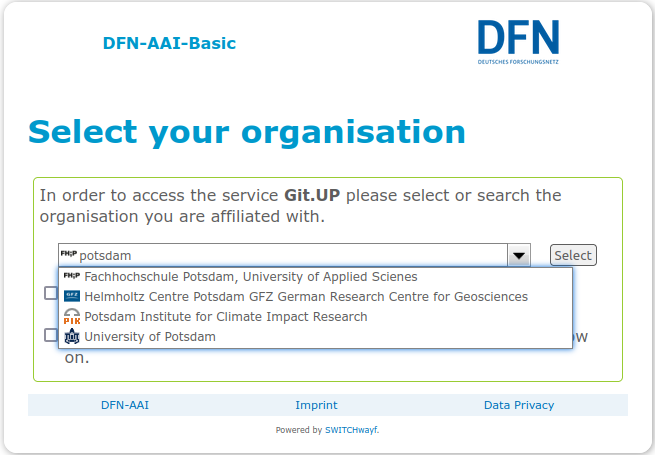 DFN-AAI-Basic
DFN
DEUTSCHES FORSCHUNGSNETZ
Select your organisation
In order to access the service Git.UP please select or search the
organisation you are affiliated with.
FH;P potsdam
Select
FH;P Fachhochschule Potsdam, University of Applied Scienes
GFZ Helmholtz Centre Potsdam GFZ German Research Centre for Geosciences
PIK Potsdam Institute for Climate Impact Research
University of Potsdam
on.
DFN-AAI
Imprint
Data Privacy
Powered by SWITCHwayf.